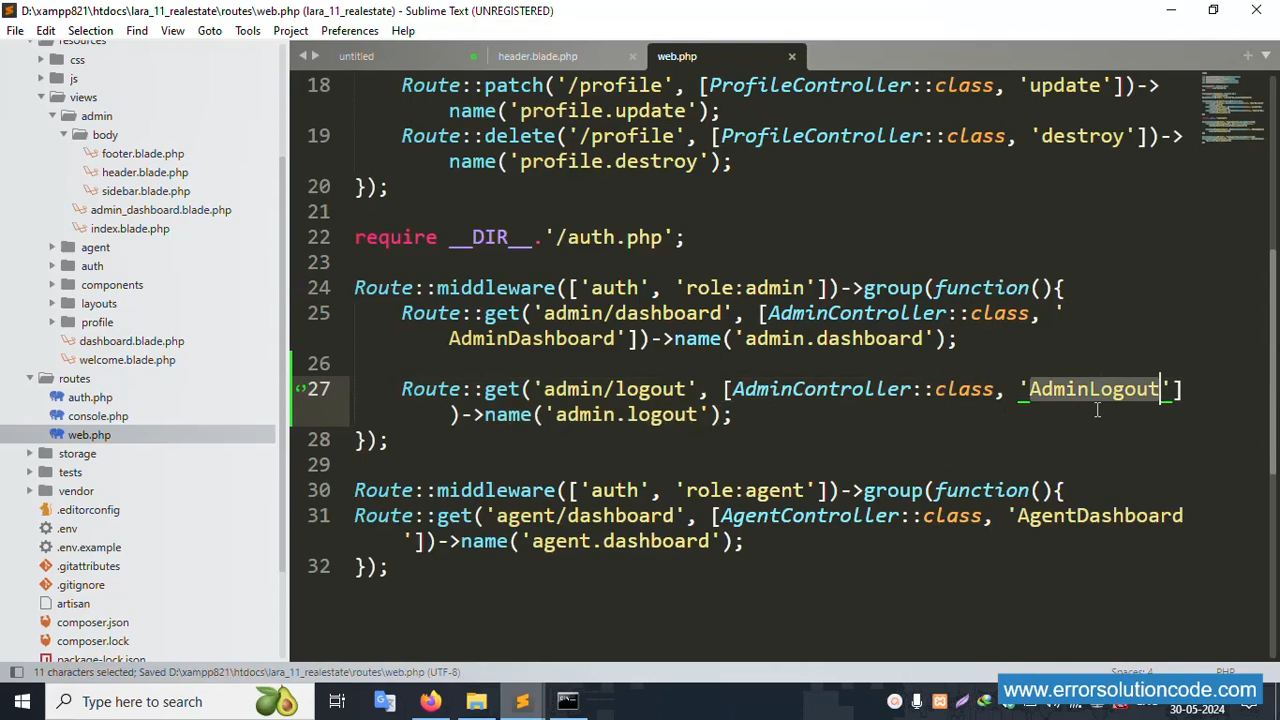 D:\xampp821\htdocs\lara_11_realestate\routes\web.php (lara_11_realestate) - Sublime Text (UNREGISTERED)
File Edit Selection Find View Goto Tools Project Preferences Help
untitled header.blade.php web.php
resources
css
js
views
admin
body
footer.blade.php
header.blade.php
sidebar.blade.php
admin_dashboard.blade.php
index.blade.php
agent
auth
components
layouts
profile
dashboard.blade.php
welcome.blade.php
routes
auth.php
console.php
web.php
storage
tests
vendor
.editorconfig
.env
.env.example
.gitattributes
.gitignore
artisan
composer.json
composer.lock
package-lock.json
18 Route::patch('/profile', [ProfileController::class, 'update'])->
name('profile.update');
19 Route::delete('/profile', [ProfileController::class, 'destroy'])->
name('profile.destroy');
20 });
21
22 require __DIR__.'/auth.php';
23
24 Route::middleware(['auth', 'role:admin'])->group(function(){
25 Route::get('admin/dashboard', [AdminController::class, '
AdminDashboard'])->name('admin.dashboard');
26
27 Route::get('admin/logout', [AdminController::class, 'AdminLogout']
)->name('admin.logout');
28 });
29
30 Route::middleware(['auth', 'role:agent'])->group(function(){
31 Route::get('agent/dashboard', [AgentController::class, 'AgentDashboard
'])->name('agent.dashboard');
32 });
11 characters selected; Saved D:\xampp821\htdocs\lara_11_realestate\routes\web.php (UTF-8) Spaces: 4 PHP
Type here to search
www.errorsolutioncode.com
30-05-2024